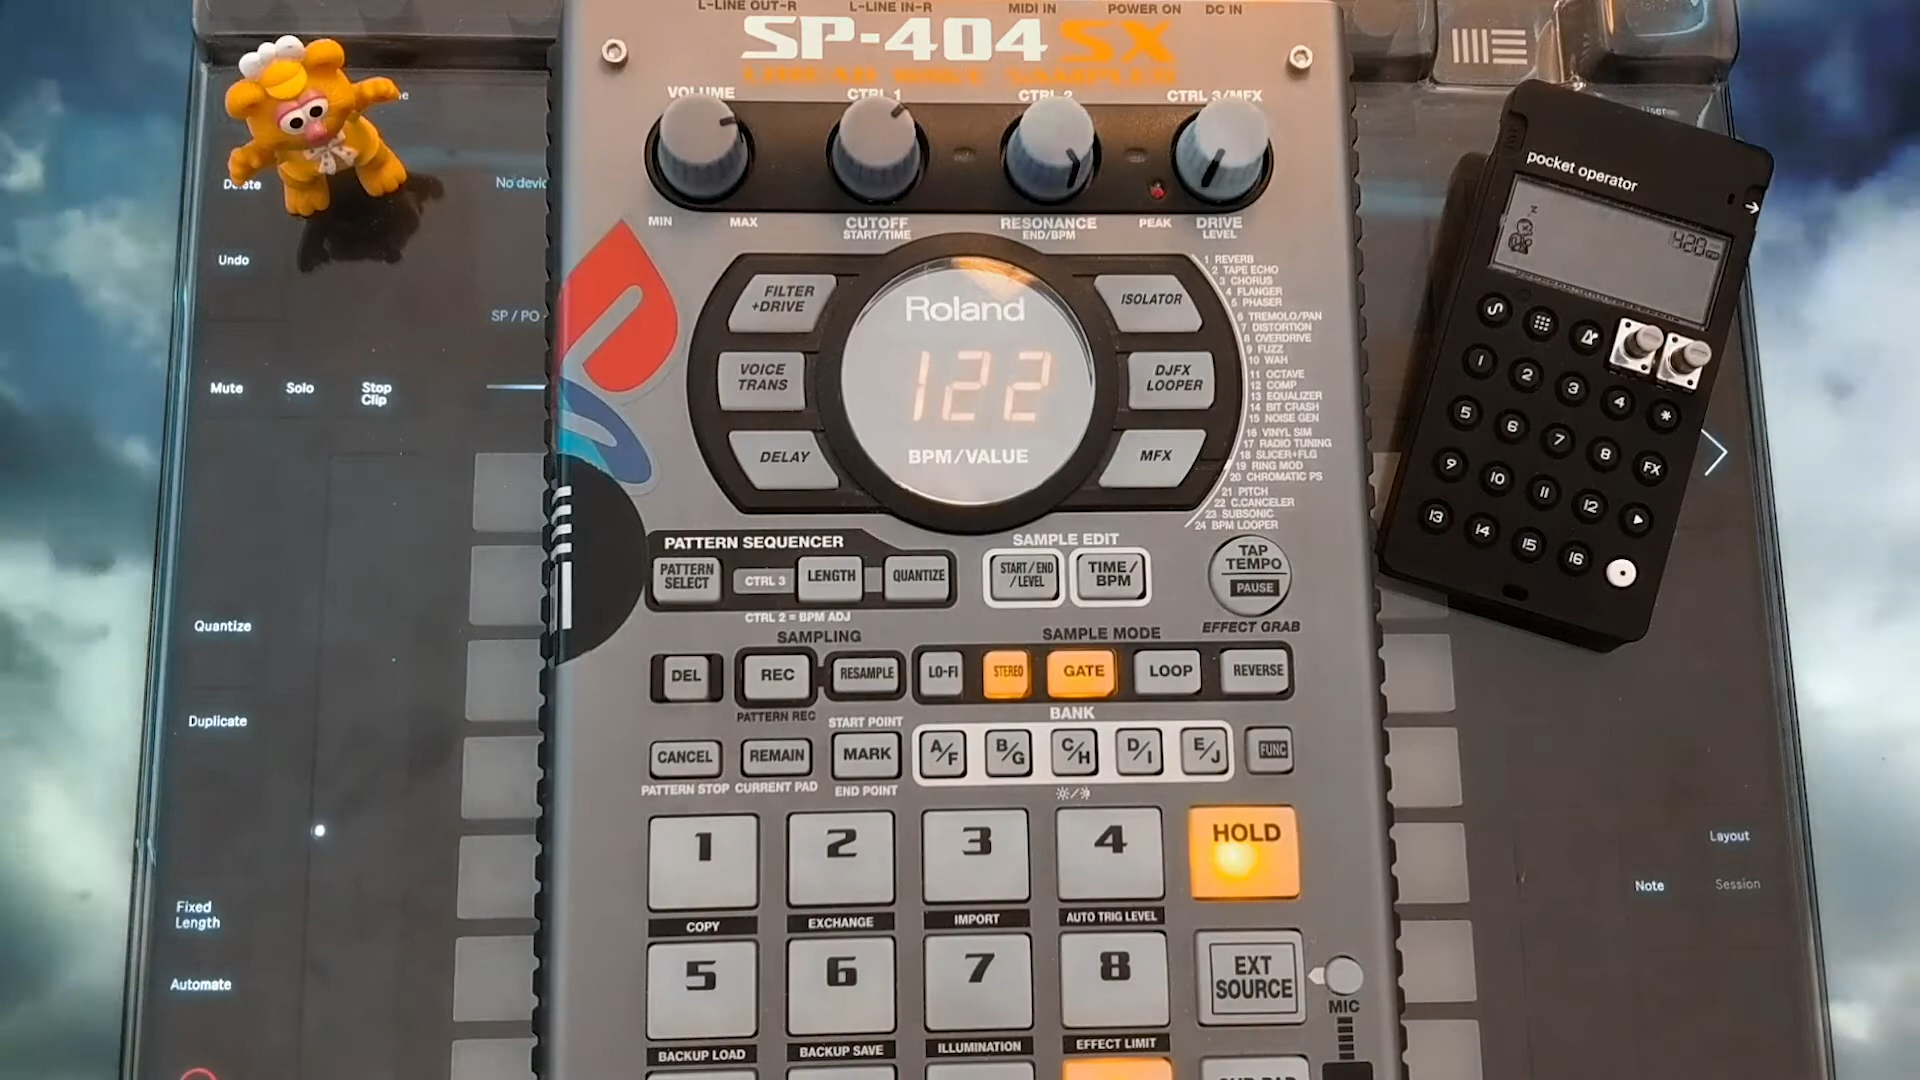 L-LINE OUT-R
L-LINE IN-R
MIDI IN
POWER ON
DC IN
SP-404SX
LINEAR WAVE SAMPLER
VOLUME
CTRL 1
CTRL 2
CTRL 3/MFX
MIN
MAX
CUTOFF
START/TIME
RESONANCE
END/BPM
PEAK
DRIVE
LEVEL
FILTER
+DRIVE
VOICE
TRANS
DELAY
Roland
122
BPM/VALUE
ISOLATOR
DJFX
LOOPER
MFX
1 REVERB
2 TAPE ECHO
3 CHORUS
4 FLANGER
5 PHASER
6 TREMOLO/PAN
7 DISTORTION
8 OVERDRIVE
9 FUZZ
10 WAH
11 OCTAVE
12 COMP
13 EQUALIZER
14 BIT CRASH
15 NOISE GEN
16 VINYL SIM
17 RADIO TUNING
18 SLICER+FLG
19 RING MOD
20 CHROMATIC PS
21 PITCH
22 C.CANCELER
23 SUBSONIC
24 BPM LOOPER
PATTERN SEQUENCER
PATTERN
SELECT
CTRL 3
LENGTH
QUANTIZE
CTRL 2 = BPM ADJ
SAMPLE EDIT
START/END
/LEVEL
TIME/
BPM
TAP
TEMPO
PAUSE
EFFECT GRAB
SAMPLING
DEL
REC
RESAMPLE
PATTERN REC
SAMPLE MODE
LO-FI
STEREO
GATE
LOOP
REVERSE
START POINT
CANCEL
REMAIN
MARK
PATTERN STOP
CURRENT PAD
END POINT
BANK
A/F
B/G
C/H
D/I
E/J
FUNC
1
2
3
4
HOLD
COPY
EXCHANGE
IMPORT
AUTO TRIG LEVEL
5
6
7
8
EXT
SOURCE
MIC
BACKUP LOAD
BACKUP SAVE
ILLUMINATION
EFFECT LIMIT
Delete
No devic
Undo
SP / PO
Mute
Solo
Stop
Clip
Quantize
Duplicate
Fixed
Length
Automate
User
pocket operator
420
1
2
3
4
5
6
7
8
FX
9
10
11
12
13
14
15
16
Layout
Note
Session